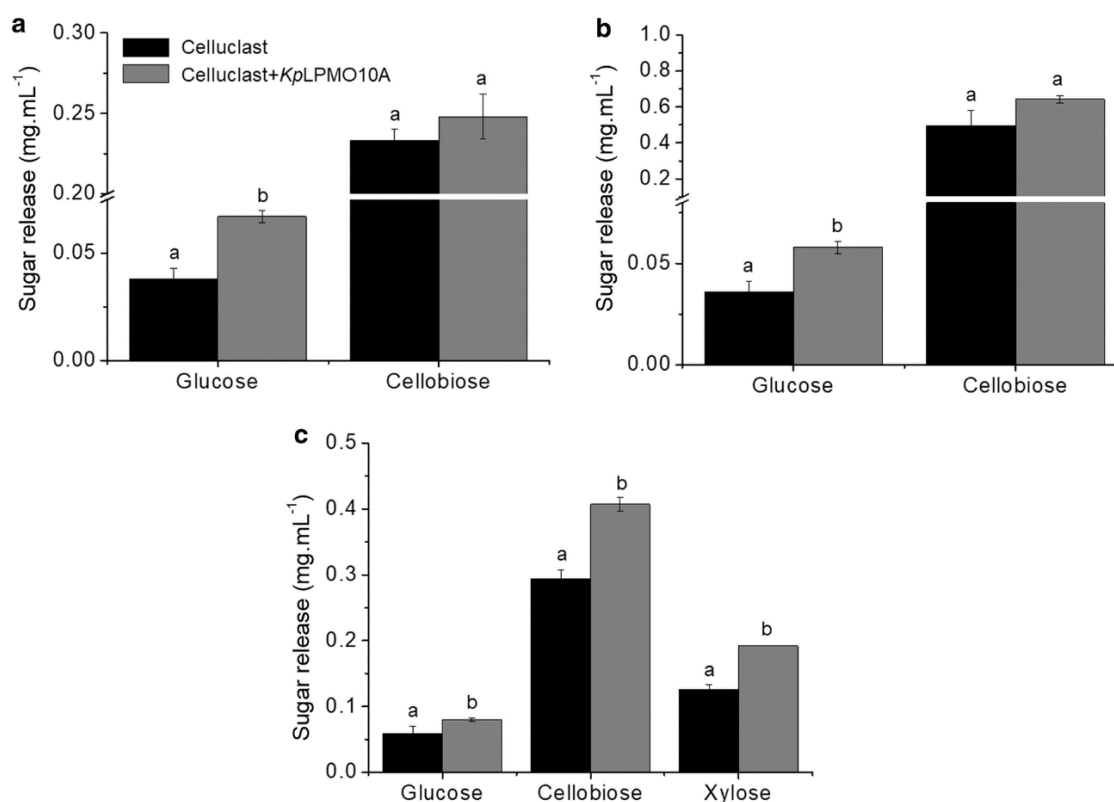 a
Sugar release (mg.mL⁻¹)
0.30
0.25
0.20
0.05
0.00
Celluclast
Celluclast+KpLPMO10A
a
b
a
a
Glucose
Cellobiose
b
Sugar release (mg.mL⁻¹)
1.0
0.8
0.6
0.4
0.2
0.05
0.00
a
b
a
a
Glucose
Cellobiose
c
Sugar release (mg.mL⁻¹)
0.5
0.4
0.3
0.2
0.1
0.0
a
b
a
b
a
b
Glucose
Cellobiose
Xylose